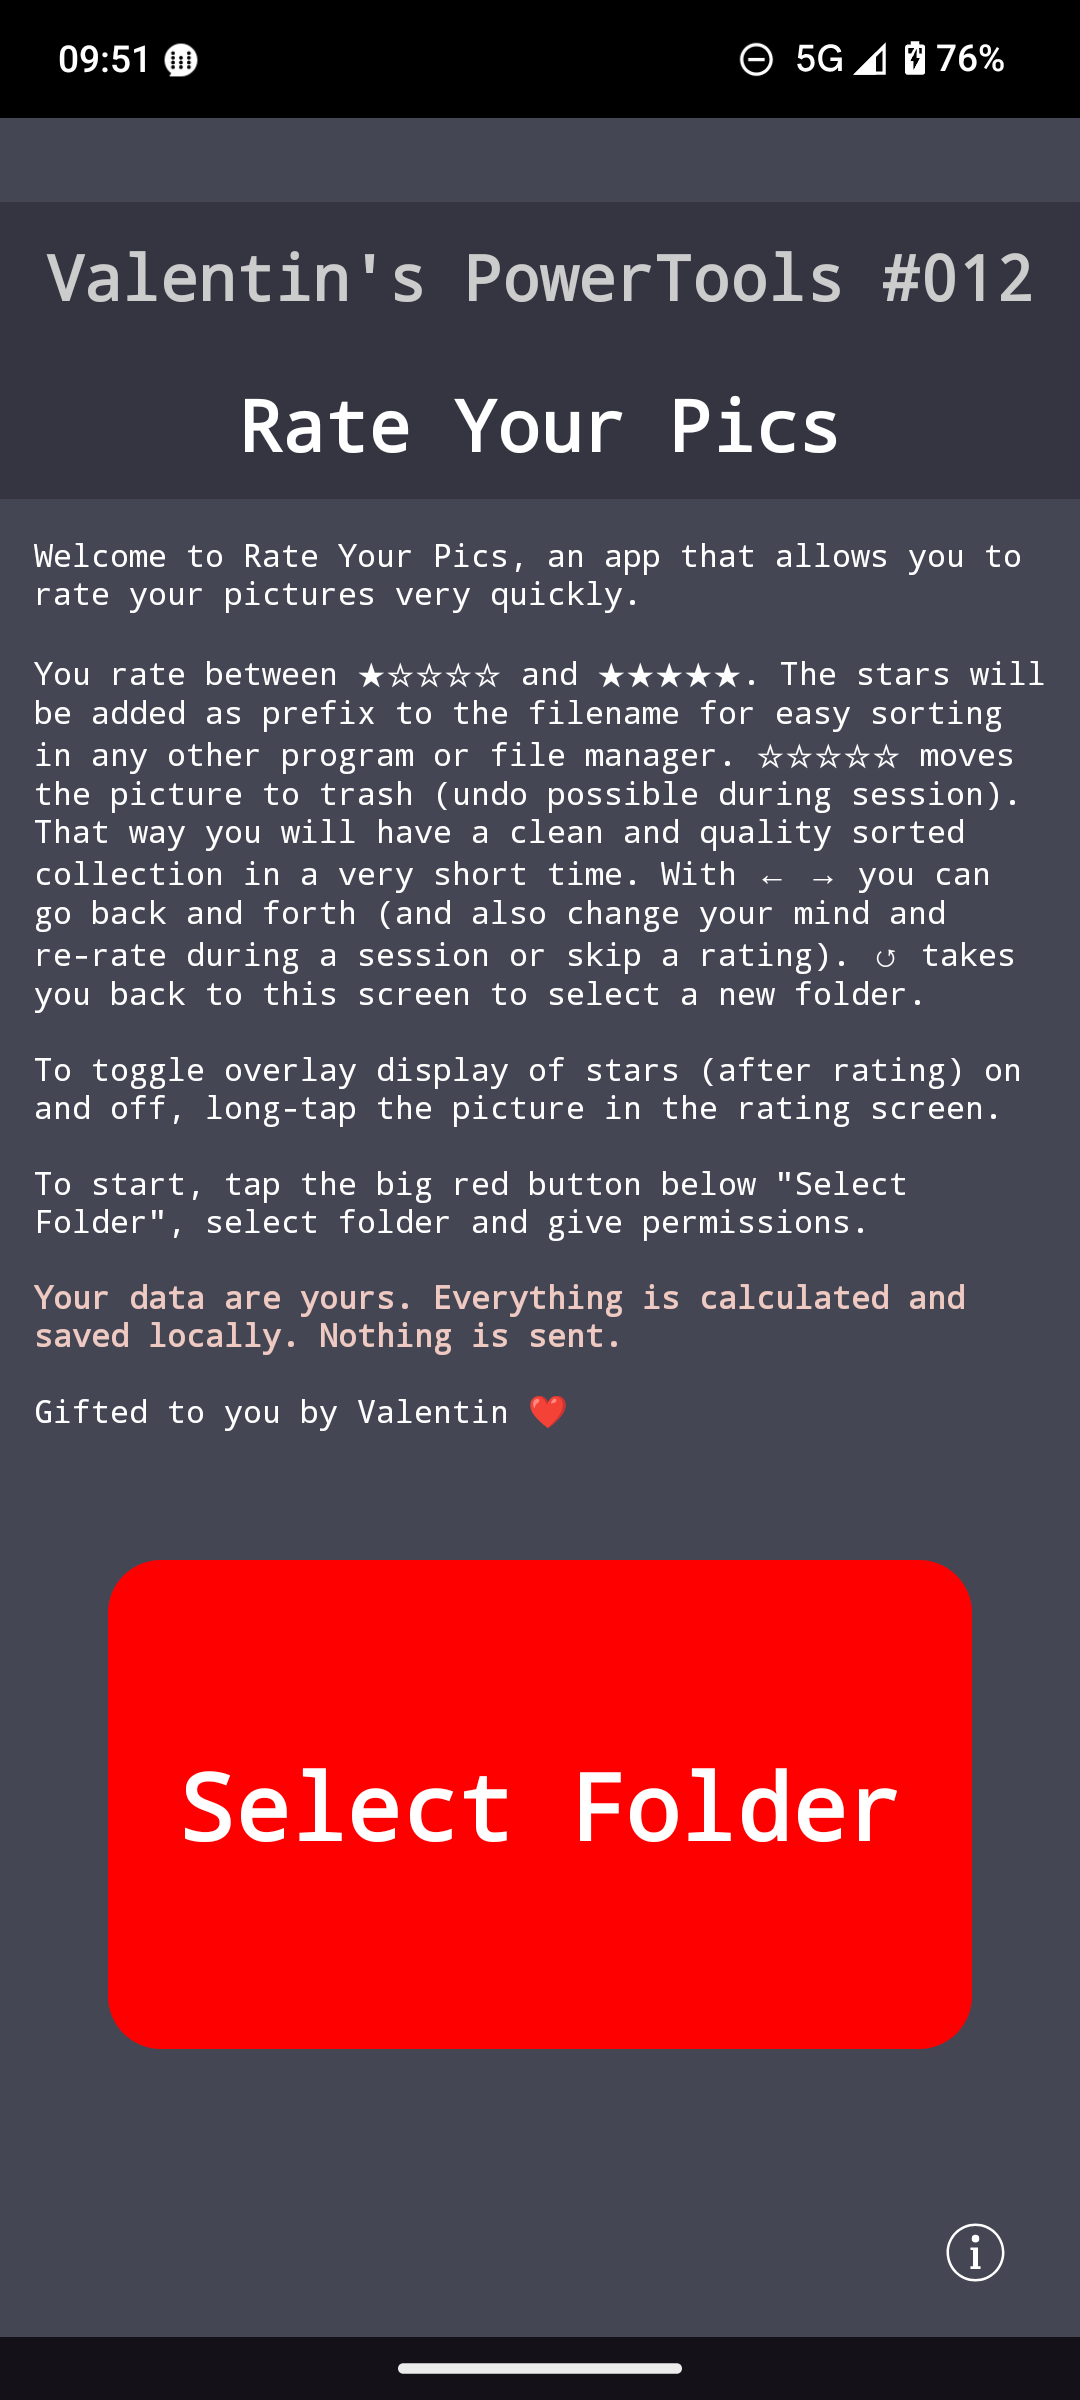 09:51
5G 76%
Valentin's PowerTools #012
Rate Your Pics
Welcome to Rate Your Pics, an app that allows you to
rate your pictures very quickly.
You rate between ★☆☆☆☆ and ★★★★★. The stars will
be added as prefix to the filename for easy sorting
in any other program or file manager. ☆☆☆☆☆ moves
the picture to trash (undo possible during session).
That way you will have a clean and quality sorted
collection in a very short time. With ← → you can
go back and forth (and also change your mind and
re-rate during a session or skip a rating). ↺ takes
you back to this screen to select a new folder.
To toggle overlay display of stars (after rating) on
and off, long-tap the picture in the rating screen.
To start, tap the big red button below "Select
Folder", select folder and give permissions.
Your data are yours. Everything is calculated and
saved locally. Nothing is sent.
Gifted to you by Valentin ❤️
Select Folder
i